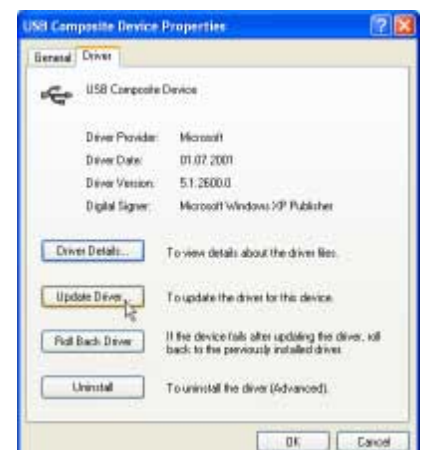 USB Composite Device Properties
General Driver
USB Composite Device
Driver Provider: Microsoft
Driver Date: 01.07.2001
Driver Version: 5.1.2600.0
Digital Signer: Microsoft Windows XP Publisher
Driver Details... To view details about the driver files.
Update Driver... To update the driver for this device.
Roll Back Driver If the device fails after updating the driver, roll
back to the previously installed driver.
Uninstall To uninstall the driver (Advanced).
OK Cancel